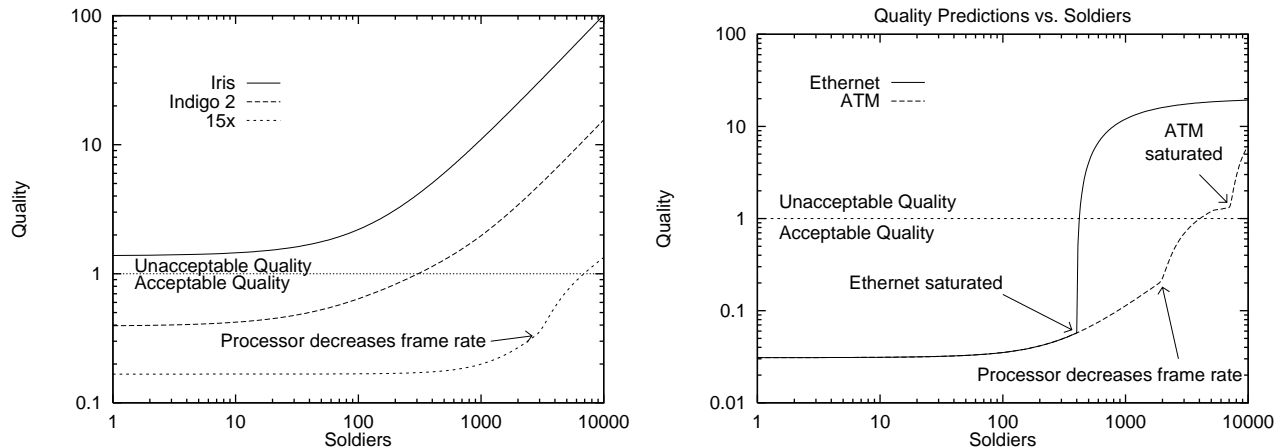 100
10
1
0.1
Quality
Iris
Indigo 2
15x
Unacceptable Quality
Acceptable Quality
Processor decreases frame rate
1
10
100
1000
10000
Soldiers
Quality Predictions vs. Soldiers
100
10
1
0.1
0.01
Quality
Ethernet
ATM
ATM
saturated
Unacceptable Quality
Acceptable Quality
Ethernet saturated
Processor decreases frame rate
1
10
100
1000
10000
Soldiers